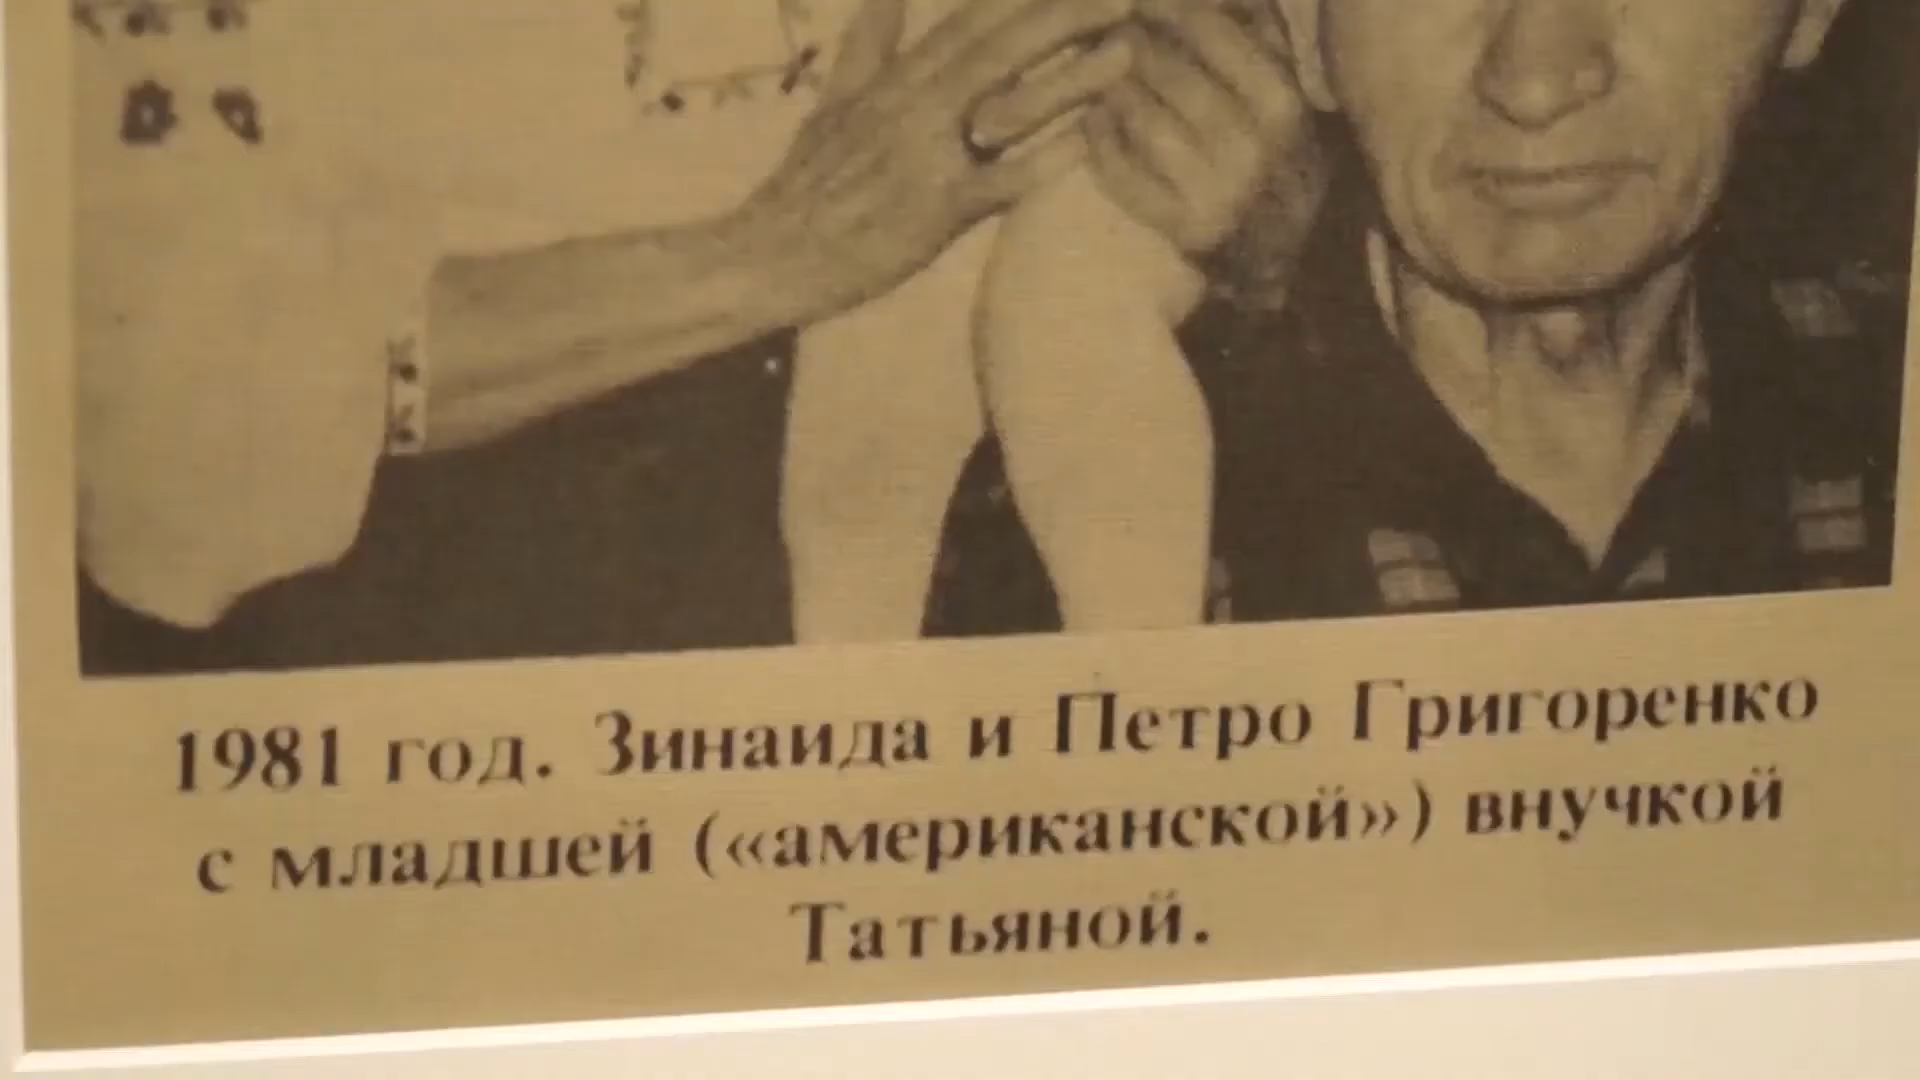 1981 год. Зинаида и Петро Григоренко
с младшей («американской») внучкой
Татьяной.